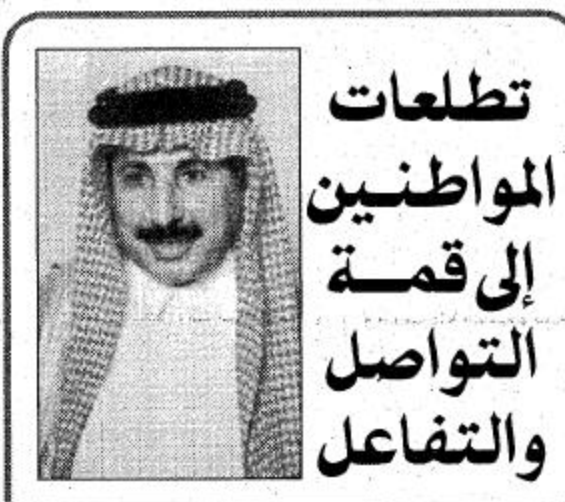 تطلعات
المواطنين
إلى قمة
التواصل
والتفاعل